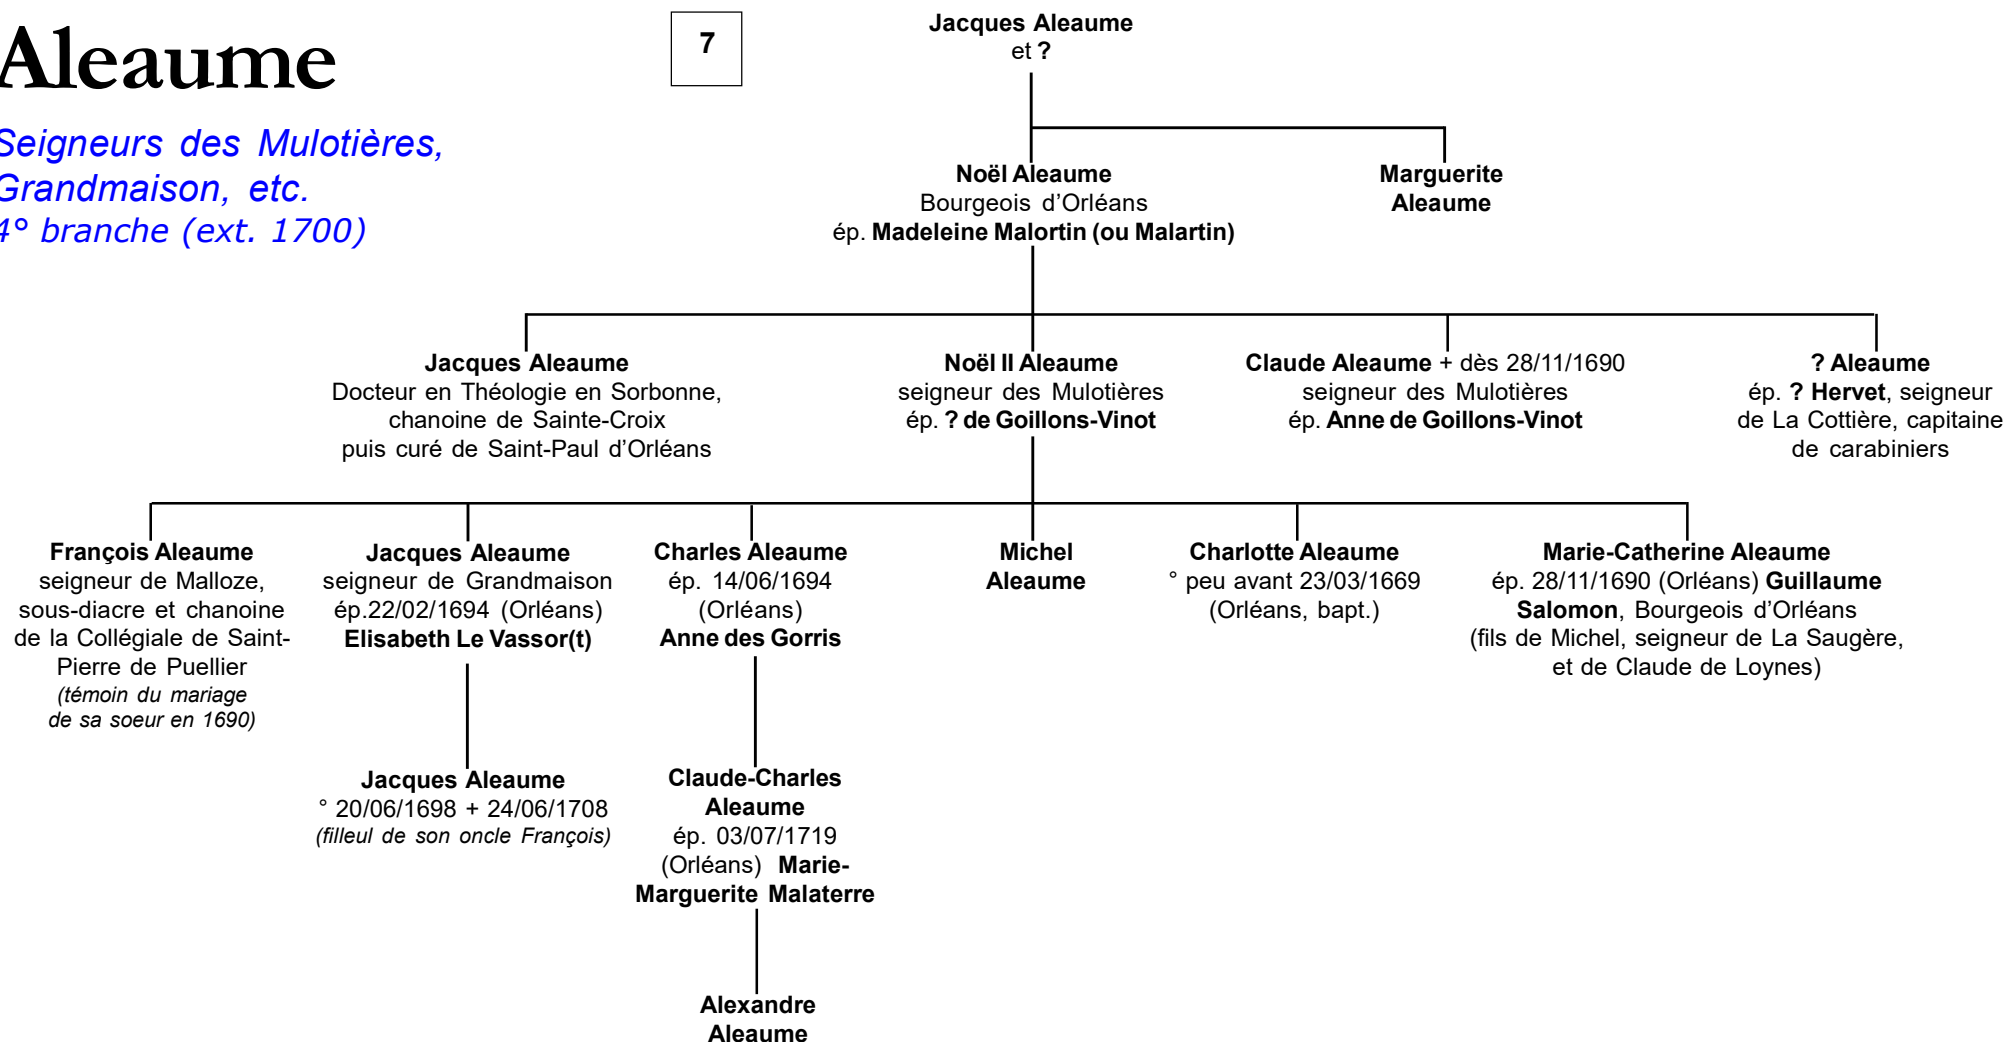 Aleaume
Seigneurs des Mulotières,
Grandmaison, etc.
4° branche (ext. 1700)
7
Jacques Aleaume
et ?
Noël Aleaume
Bourgeois d’Orléans
ép. Madeleine Malortin (ou Malartin)
Marguerite
Aleaume
Jacques Aleaume
Docteur en Théologie en Sorbonne,
chanoine de Sainte-Croix
puis curé de Saint-Paul d’Orléans
Noël II Aleaume
seigneur des Mulotières
ép. ? de Goillons-Vinot
Claude Aleaume + dès 28/11/1690
seigneur des Mulotières
ép. Anne de Goillons-Vinot
? Aleaume
ép. ? Hervet, seigneur
de La Cottière, capitaine
de carabiniers
François Aleaume
seigneur de Malloze,
sous-diacre et chanoine
de la Collégiale de Saint-
Pierre de Puellier
(témoin du mariage
de sa soeur en 1690)
Jacques Aleaume
seigneur de Grandmaison
ép.22/02/1694 (Orléans)
Elisabeth Le Vassor(t)
Charles Aleaume
ép. 14/06/1694
(Orléans)
Anne des Gorris
Michel
Aleaume
Charlotte Aleaume
° peu avant 23/03/1669
(Orléans, bapt.)
Marie-Catherine Aleaume
ép. 28/11/1690 (Orléans) Guillaume
Salomon, Bourgeois d’Orléans
(fils de Michel, seigneur de La Saugère,
et de Claude de Loynes)
Jacques Aleaume
° 20/06/1698 + 24/06/1708
(filleul de son oncle François)
Claude-Charles
Aleaume
ép. 03/07/1719
(Orléans) Marie-
Marguerite Malaterre
Alexandre
Aleaume